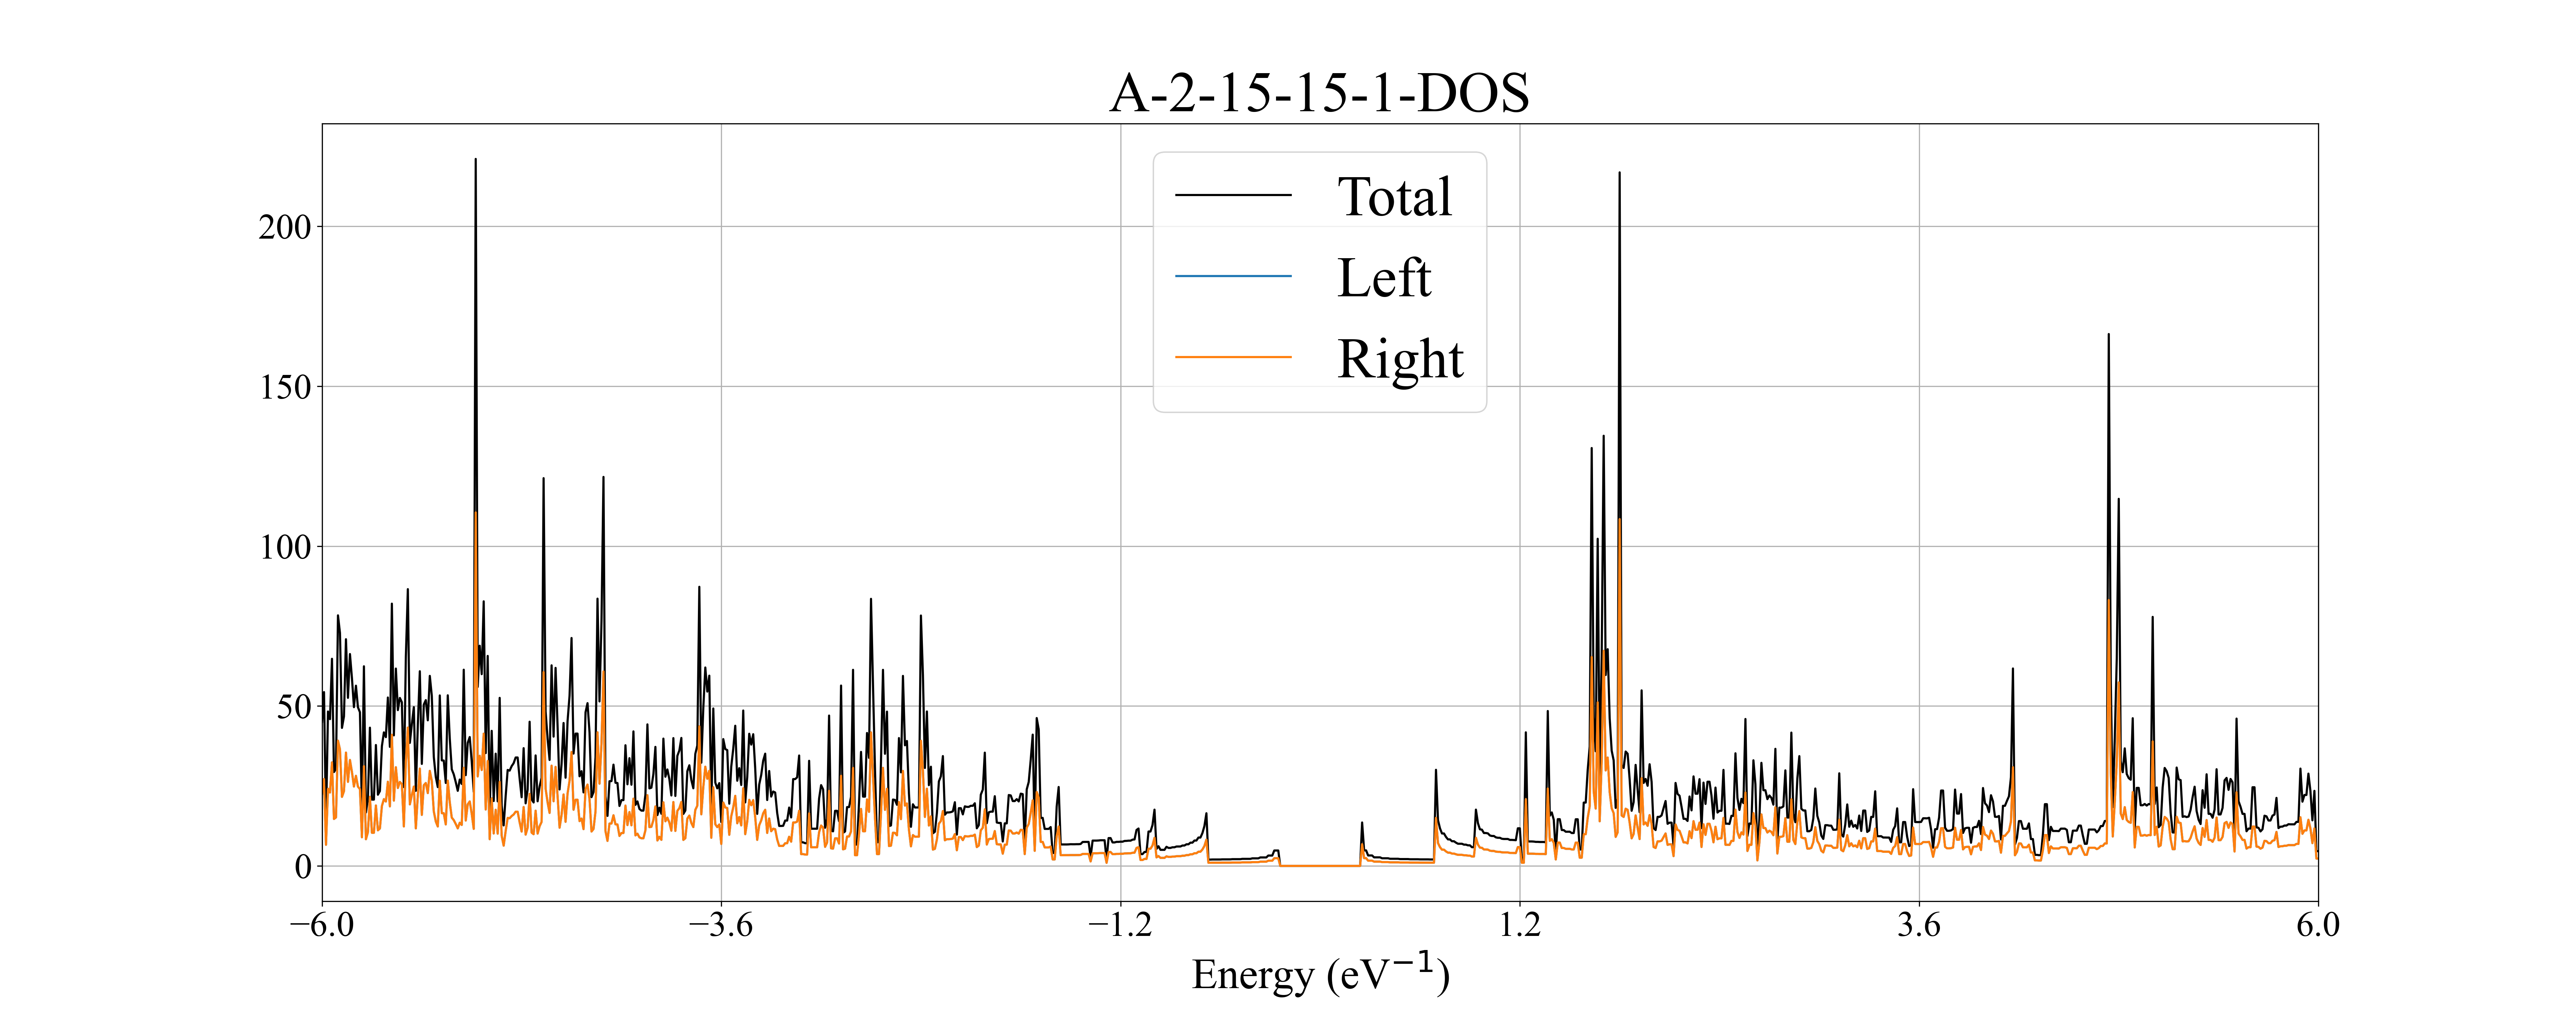 A-2-15-15-1-DOS
Total
Left
Right
200
150
100
50
0
−6.0 −3.6 −1.2 1.2 3.6 6.0
Energy (eV⁻¹)